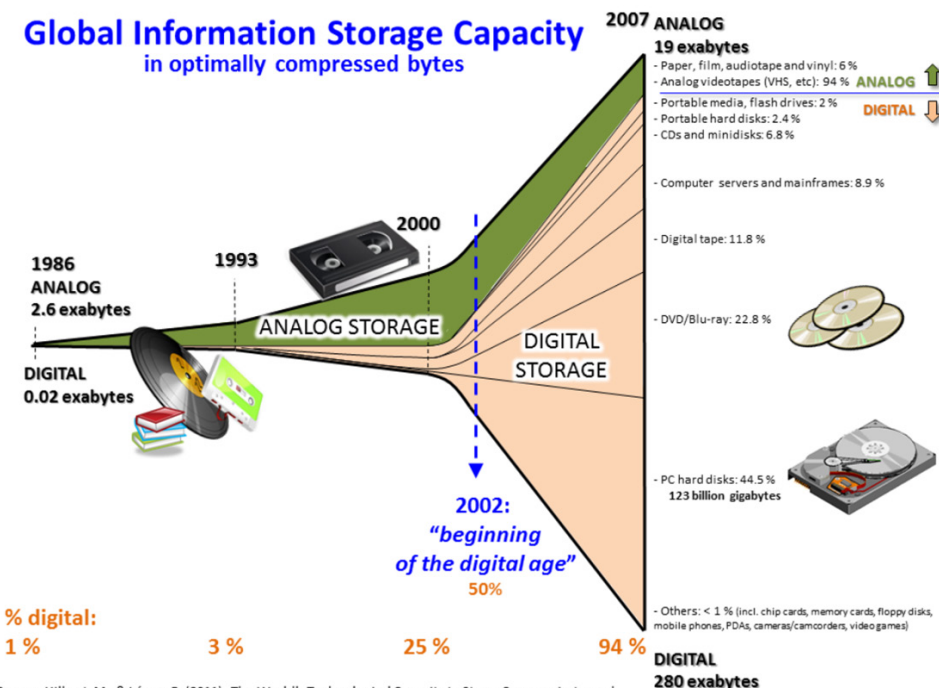 Global Information Storage Capacity
in optimally compressed bytes
2007
ANALOG
19 exabytes
- Paper, film, audiotape and vinyl: 6 %
- Analog videotapes (VHS, etc): 94 %
ANALOG
- Portable media, flash drives: 2 %
DIGITAL
- Portable hard disks: 2.4 %
- CDs and minidisks: 6.8 %
- Computer servers and mainframes: 8.9 %
- Digital tape: 11.8 %
- DVD/Blu-ray: 22.8 %
- PC hard disks: 44.5 %
123 billion gigabytes
- Others: < 1 % (incl. chip cards, memory cards, floppy disks,
mobile phones, PDAs, cameras/camcorders, video games)
DIGITAL
280 exabytes
2000
1993
1986
ANALOG
2.6 exabytes
DIGITAL
0.02 exabytes
ANALOG STORAGE
DIGITAL
STORAGE
2002:
“beginning
of the digital age”
50%
% digital:
1 %
3 %
25 %
94 %